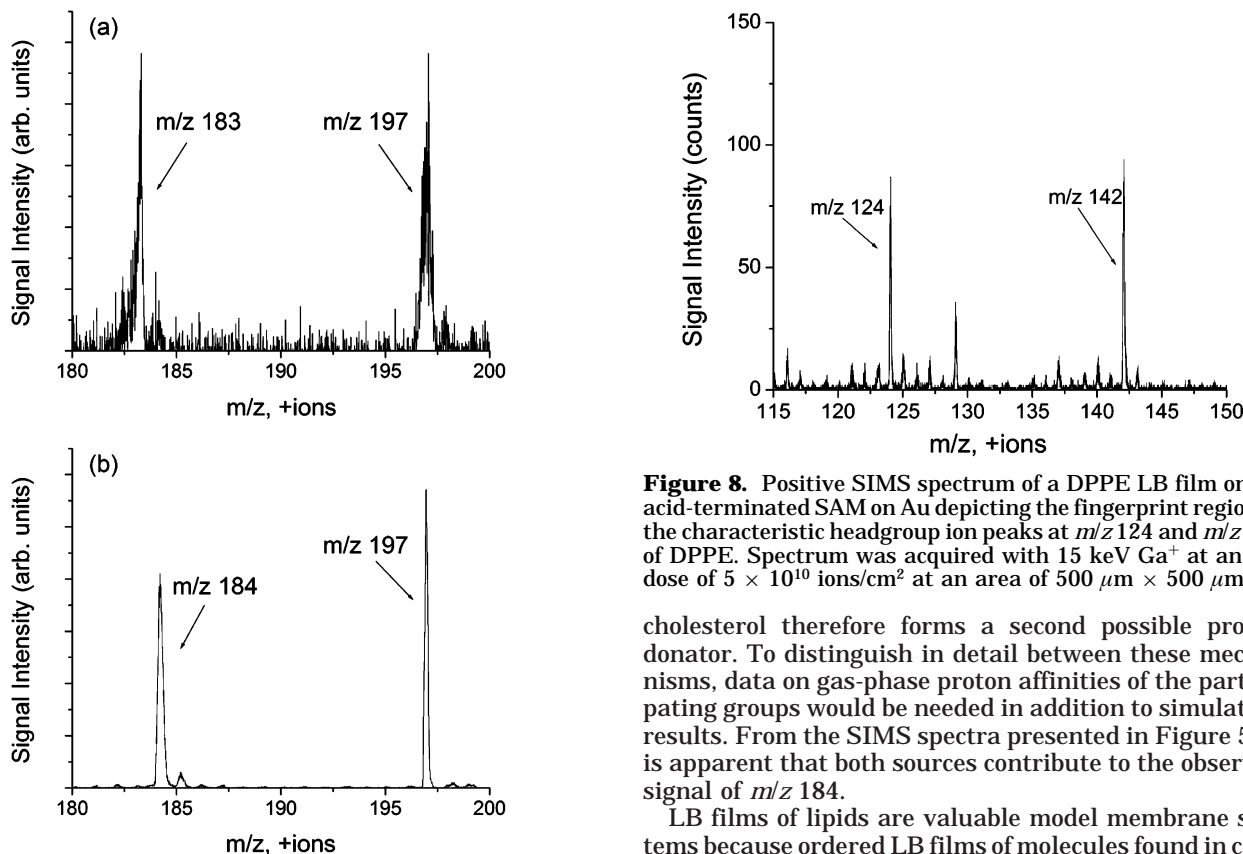 (a)
Signal Intensity (arb. units)
m/z 183
m/z 197
180 185 190 195 200
m/z, +ions
(b)
Signal Intensity (arb. units)
m/z 184
m/z 197
180 185 190 195 200
m/z, +ions
150
100
50
0
Signal Intensity (counts)
m/z 124
m/z 142
115 120 125 130 135 140 145 150
m/z, +ions
Figure 8. Positive SIMS spectrum of a DPPE LB film on
acid-terminated SAM on Au depicting the fingerprint regio
the characteristic headgroup ion peaks at m/z 124 and m/z
of DPPE. Spectrum was acquired with 15 keV Ga⁺ at an
dose of 5 × 10¹⁰ ions/cm² at an area of 500 μm × 500 μm
cholesterol therefore forms a second possible pro
donator. To distinguish in detail between these mec
nisms, data on gas-phase proton affinities of the part
pating groups would be needed in addition to simulat
results. From the SIMS spectra presented in Figure 5
is apparent that both sources contribute to the obser
signal of m/z 184.
LB films of lipids are valuable model membrane s
tems because ordered LB films of molecules found in c